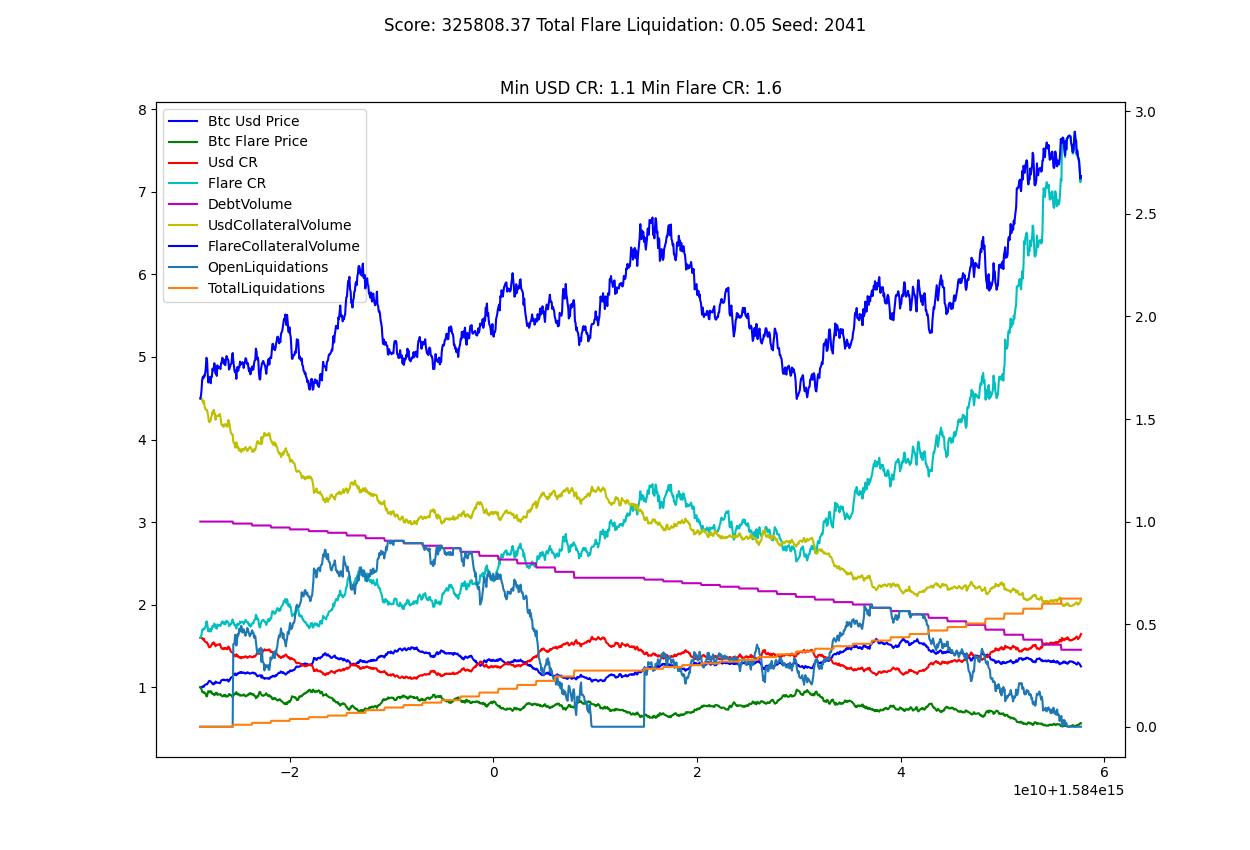 Score: 325808.37 Total Flare Liquidation: 0.05 Seed: 2041
Min USD CR: 1.1 Min Flare CR: 1.6
Btc Usd Price
Btc Flare Price
Usd CR
Flare CR
DebtVolume
UsdCollateralVolume
FlareCollateralVolume
OpenLiquidations
TotalLiquidations
8
7
6
5
4
3
2
1
3.0
2.5
2.0
1.5
1.0
0.5
0.0
−2 0 2 4 6
1e10+1.584e15